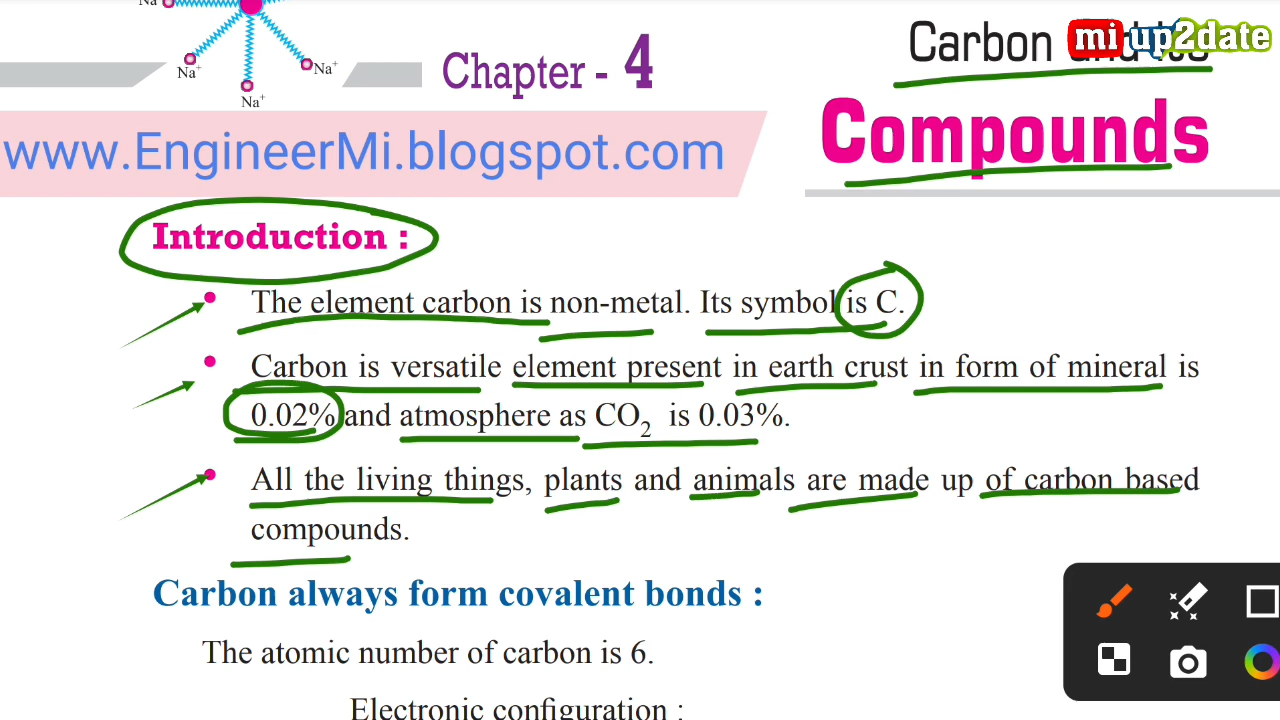 Na
Na+
Na+
Na+
Chapter - 4
Carbon and its
mi up2date
Compounds
www.EngineerMi.blogspot.com
Introduction :
• The element carbon is non-metal. Its symbol is C.
• Carbon is versatile element present in earth crust in form of mineral is
0.02% and atmosphere as CO₂ is 0.03%.
• All the living things, plants and animals are made up of carbon based
compounds.
Carbon always form covalent bonds :
The atomic number of carbon is 6.
Electronic configuration :